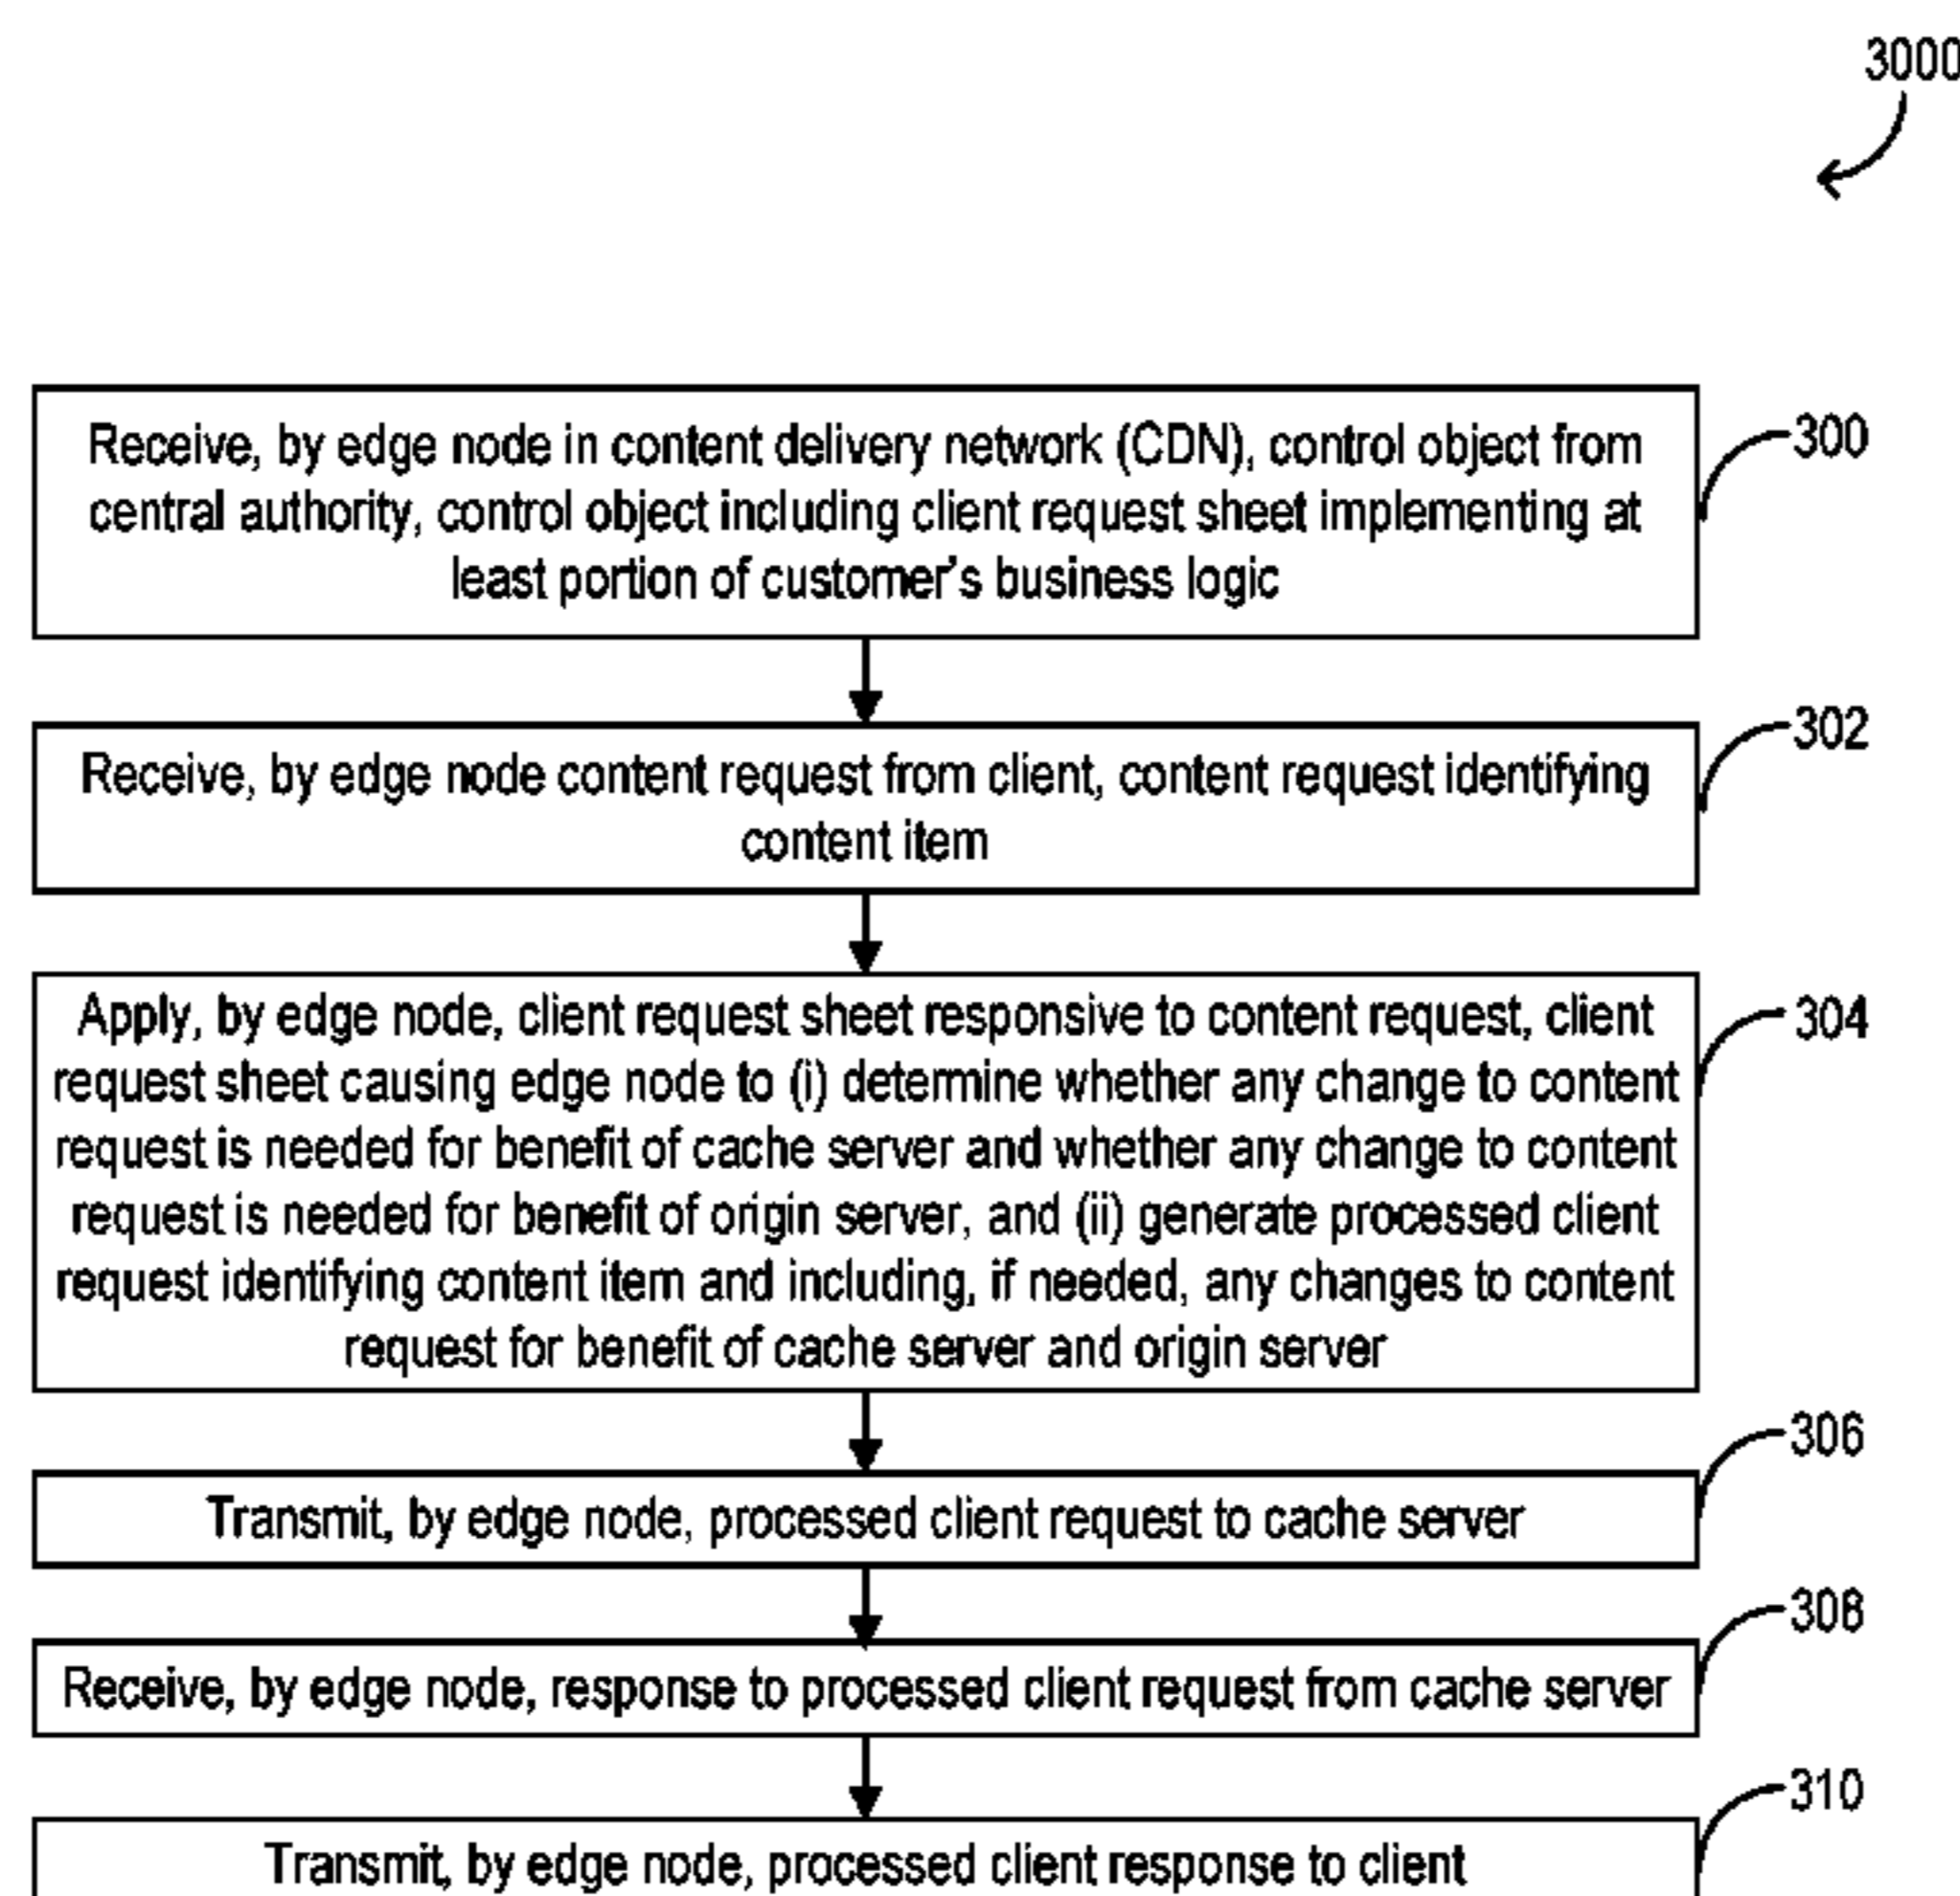 3000
Receive, by edge node in content delivery network (CDN), control object from
central authority, control object including client request sheet implementing at
least portion of customer's business logic
300
Receive, by edge node content request from client, content request identifying
content item
302
Apply, by edge node, client request sheet responsive to content request, client
request sheet causing edge node to (i) determine whether any change to content
request is needed for benefit of cache server and whether any change to content
request is needed for benefit of origin server, and (ii) generate processed client
request identifying content item and including, if needed, any changes to content
request for benefit of cache server and origin server
304
Transmit, by edge node, processed client request to cache server
306
Receive, by edge node, response to processed client request from cache server
308
Transmit, by edge node, processed client response to client
310